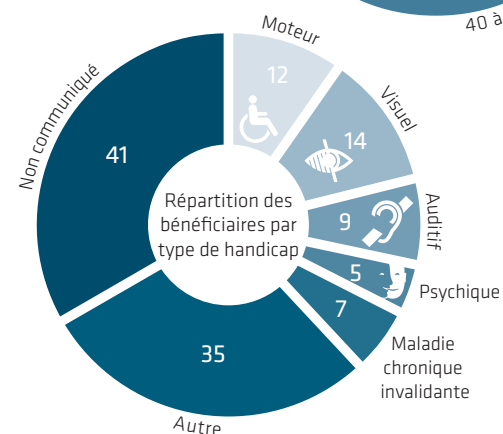 40 à
Moteur
12
Visuel
14
Auditif
9
Psychique
5
Maladie
chronique
invalidante
7
Autre
35
Non communiqué
41
Répartition des
bénéficiaires par
type de handicap